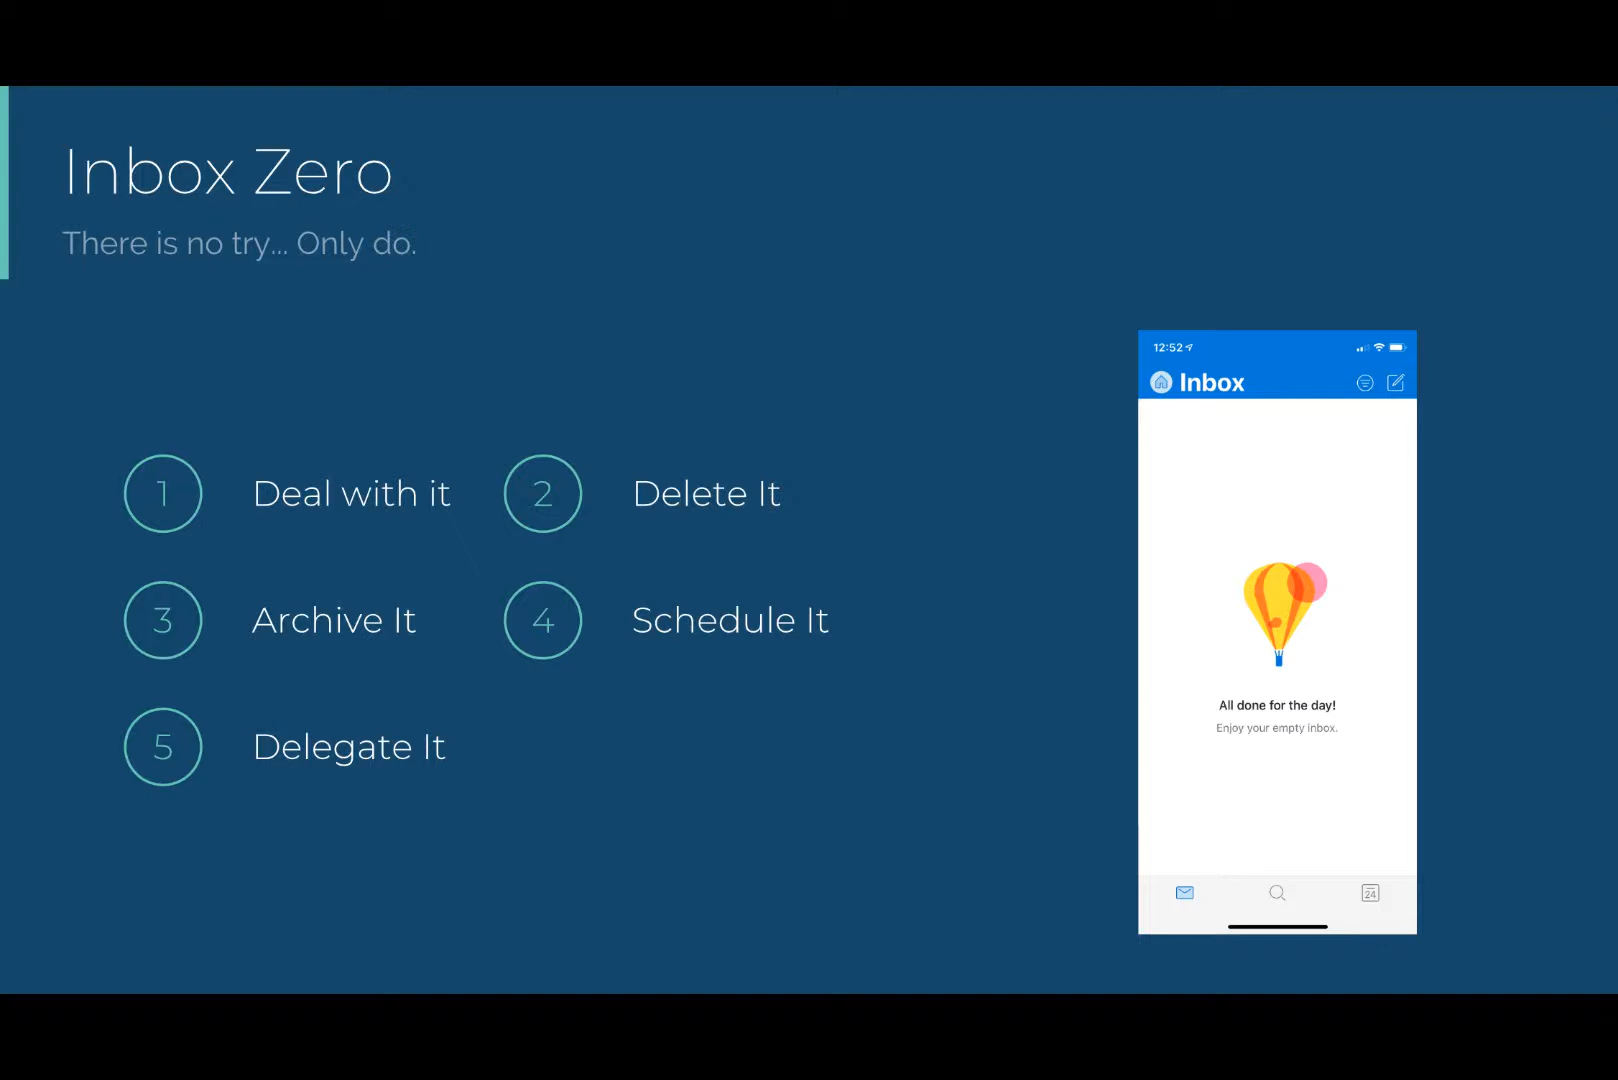 Inbox Zero
There is no try... Only do.
1 Deal with it
2 Delete It
3 Archive It
4 Schedule It
5 Delegate It
12:52
Inbox
All done for the day!
Enjoy your empty inbox.
24